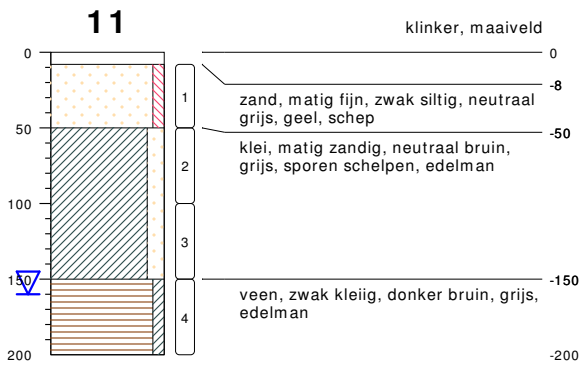 11
klinker, maaiveld
0
0
-8
1
zand, matig fijn, zwak siltig, neutraal
grijs, geel, schep
50
-50
klei, matig zandig, neutraal bruin,
grijs, sporen schelpen, edelman
2
100
3
150
-150
veen, zwak kleiig, donker bruin, grijs,
edelman
4
200
-200